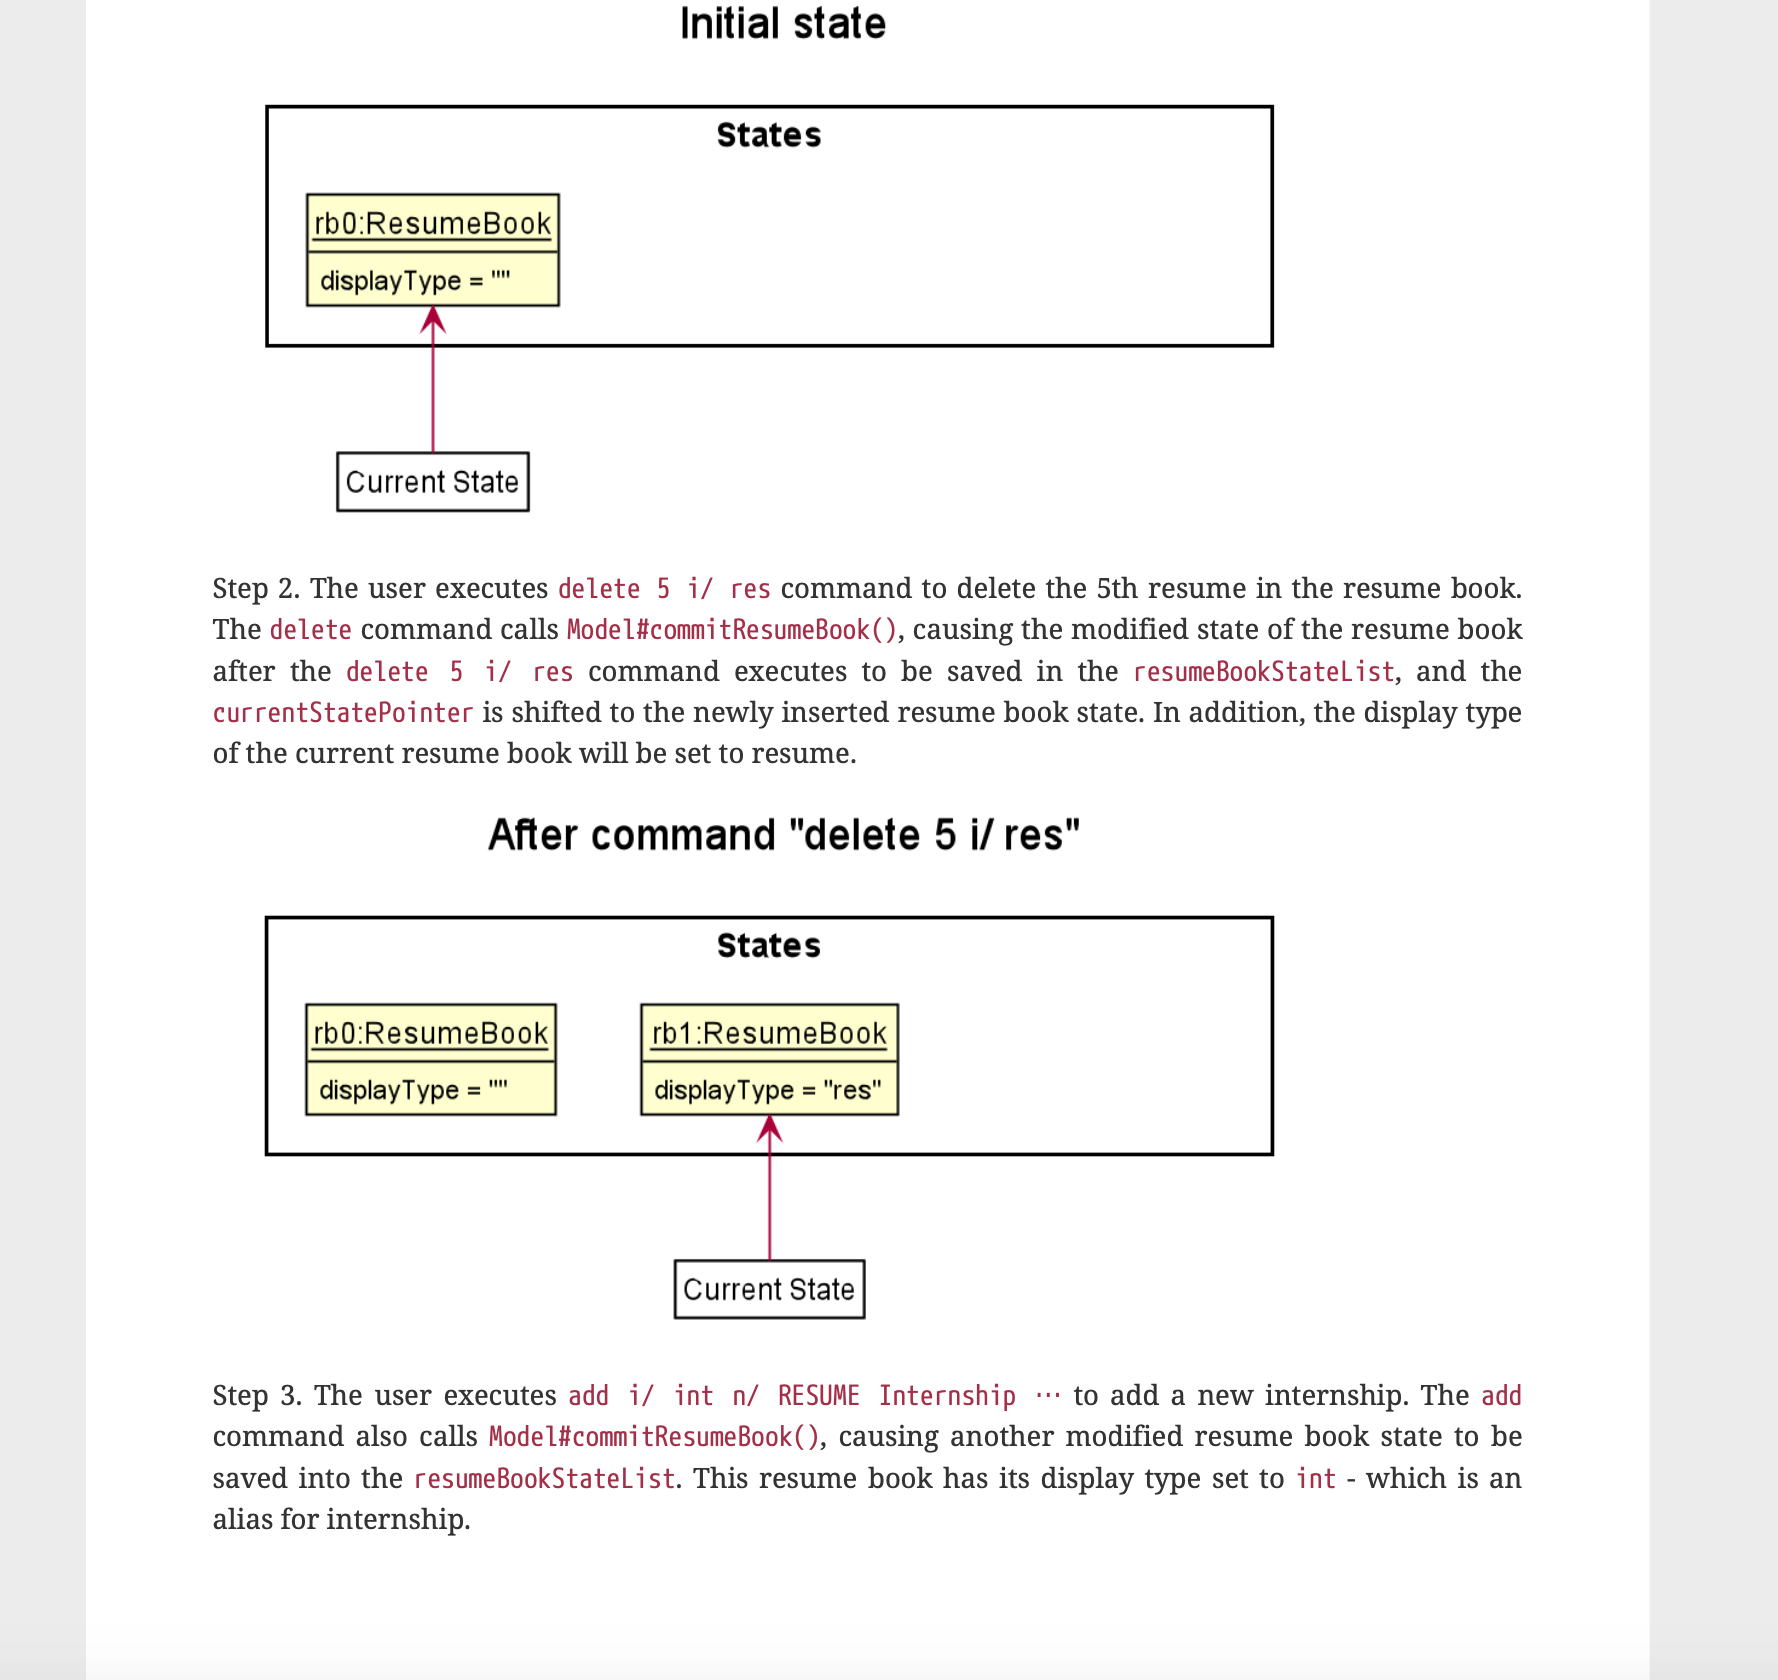 Initial state
States
rb0:ResumeBook
displayType = ""
Current State
Step 2. The user executes delete 5 i/ res command to delete the 5th resume in the resume book.
The delete command calls Model#commitResumeBook(), causing the modified state of the resume book
after the delete 5 i/ res command executes to be saved in the resumeBookStateList, and the
currentStatePointer is shifted to the newly inserted resume book state. In addition, the display type
of the current resume book will be set to resume.
After command "delete 5 i/ res"
States
rb0:ResumeBook
displayType = ""
rb1:ResumeBook
displayType = "res"
Current State
Step 3. The user executes add i/ int n/ RESUME Internship ⋯ to add a new internship. The add
command also calls Model#commitResumeBook(), causing another modified resume book state to be
saved into the resumeBookStateList. This resume book has its display type set to int - which is an
alias for internship.